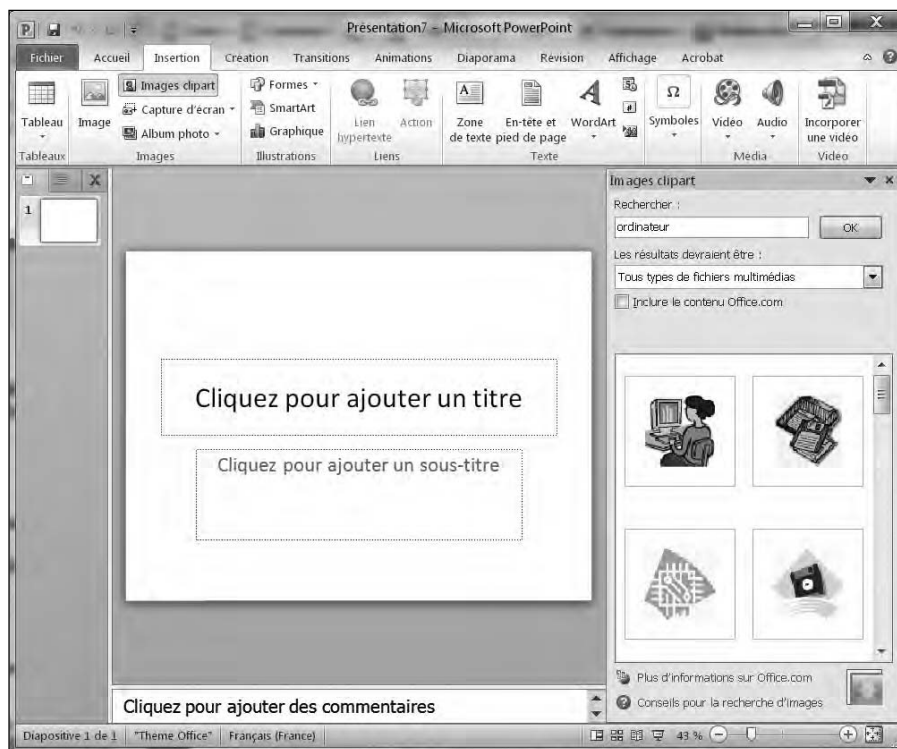 Présentation7 - Microsoft PowerPoint
Fichier Accueil Insertion Création Transitions Animations Diaporama Révision Affichage Acrobat
Tableau
Tableaux
Image
Images clipart
Capture d'écran
Album photo
Images
Formes
SmartArt
Graphique
Illustrations
Lien
hypertexte
Action
Liens
Zone
de texte
En-tête et
pied de page
WordArt
Texte
Ω
Symboles
Vidéo
Audio
Média
Incorporer
une vidéo
Vidéo
1
Cliquez pour ajouter un titre
Cliquez pour ajouter un sous-titre
Cliquez pour ajouter des commentaires
Images clipart
Rechercher :
ordinateur
OK
Les résultats devraient être :
Tous types de fichiers multimédias
Inclure le contenu Office.com
Plus d'informations sur Office.com
Conseils pour la recherche d'images
Diapositive 1 de 1 "Thème Office" Français (France) 43 %